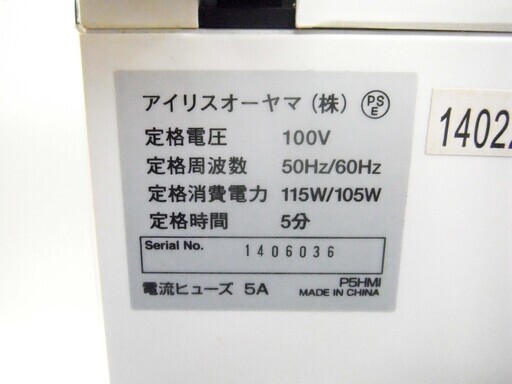 アイリスオーヤマ（株） PSE
定格電圧 100V
定格周波数 50Hz/60Hz
定格消費電力 115W/105W
定格時間 5分
Serial No. 1406036
電流ヒューズ 5A
P5HMI
MADE IN CHINA
1402